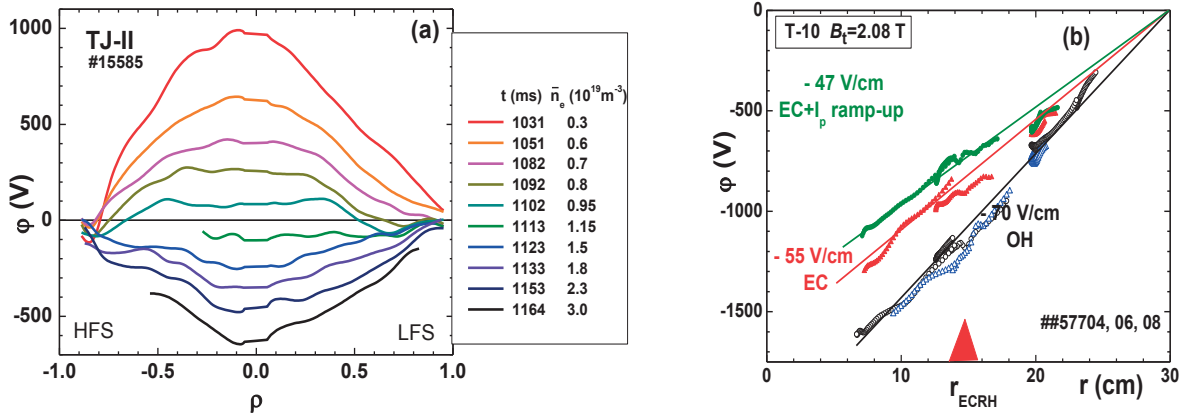 (a)
TJ-II
#15585
1000
500
0
-500
-1.0 -0.5 0.0 0.5 1.0
φ (V)
ρ
HFS LFS
t (ms) n̄e (10¹⁹m⁻³)
1031 0.3
1051 0.6
1082 0.7
1092 0.8
1102 0.95
1113 1.15
1123 1.5
1133 1.8
1153 2.3
1164 3.0
(b)
T-10 Bt=2.08 T
- 47 V/cm
EC+Ip ramp-up
- 70 V/cm
OH
- 55 V/cm
EC
##57704, 06, 08
0
-500
-1000
-1500
φ (V)
0 10 20 30
rECRH r (cm)